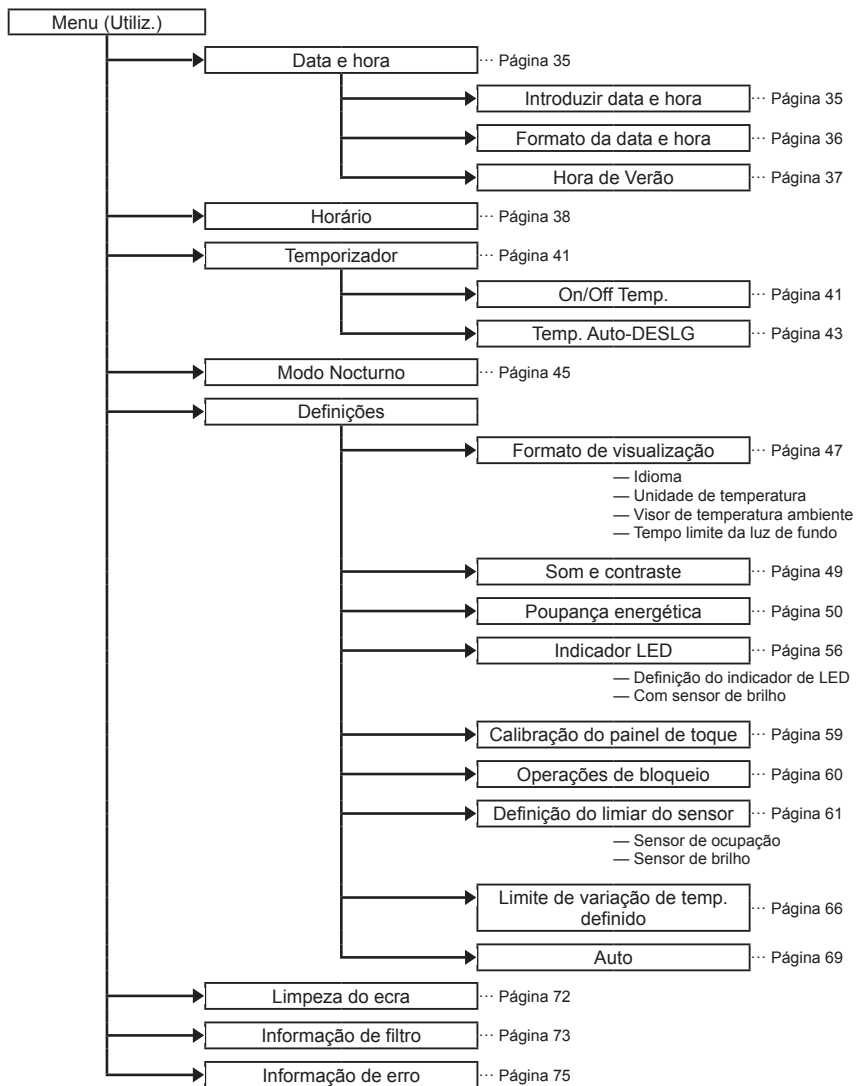 Menu (Utiliz.)
Data e hora ··· Página 35
Introduzir data e hora ··· Página 35
Formato da data e hora ··· Página 36
Hora de Verão ··· Página 37
Horário ··· Página 38
Temporizador ··· Página 41
On/Off Temp. ··· Página 41
Temp. Auto-DESLG ··· Página 43
Modo Nocturno ··· Página 45
Definições
Formato de visualização ··· Página 47
— Idioma
— Unidade de temperatura
— Visor de temperatura ambiente
— Tempo limite da luz de fundo
Som e contraste ··· Página 49
Poupança energética ··· Página 50
Indicador LED ··· Página 56
— Definição do indicador de LED
— Com sensor de brilho
Calibração do painel de toque ··· Página 59
Operações de bloqueio ··· Página 60
Definição do limiar do sensor ··· Página 61
— Sensor de ocupação
— Sensor de brilho
Limite de variação de temp.
definido ··· Página 66
Auto ··· Página 69
Limpeza do ecra ··· Página 72
Informação de filtro ··· Página 73
Informação de erro ··· Página 75